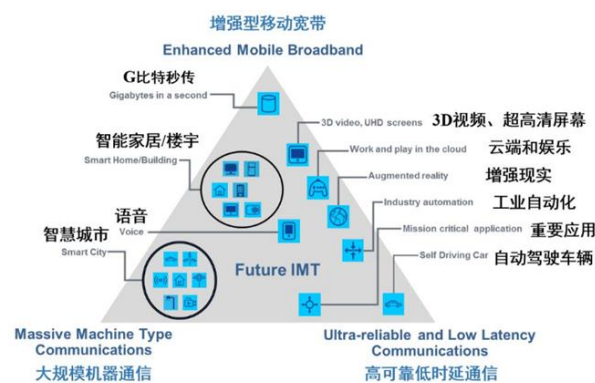 增强型移动宽带
Enhanced Mobile Broadband
G比特秒传
Gigabytes in a second
3D video, UHD screens 3D视频、超高清屏幕
智能家居/楼宇
Smart Home/Building
Work and play in the cloud 云端和娱乐
Augmented reality 增强现实
Industry automation 工业自动化
语音
Voice
Mission critical application 重要应用
智慧城市
Smart City
Self Driving Car 自动驾驶车辆
Future IMT
Massive Machine Type
Communications
大规模机器通信
Ultra-reliable and Low Latency
Communications
高可靠低时延通信